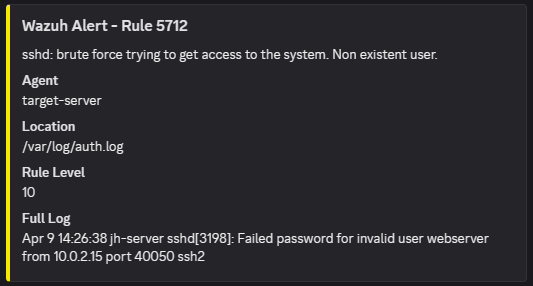 Wazuh Alert - Rule 5712
sshd: brute force trying to get access to the system. Non existent user.
Agent
target-server
Location
/var/log/auth.log
Rule Level
10
Full Log
Apr 9 14:26:38 jh-server sshd[3198]: Failed password for invalid user webserver
from 10.0.2.15 port 40050 ssh2